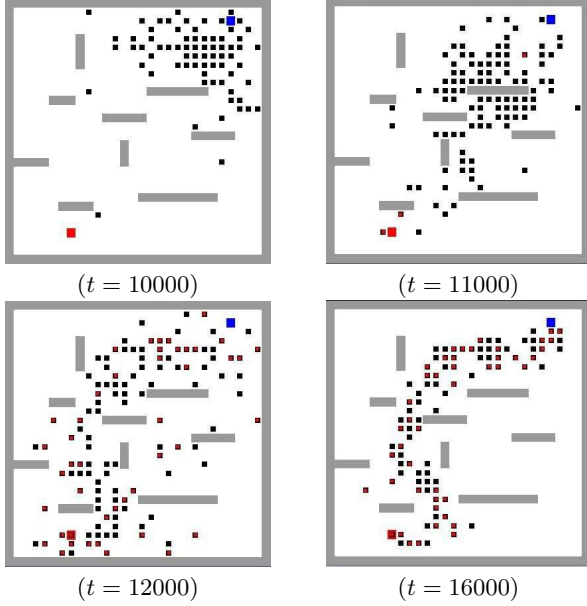 (t = 10000)
(t = 11000)
(t = 12000)
(t = 16000)